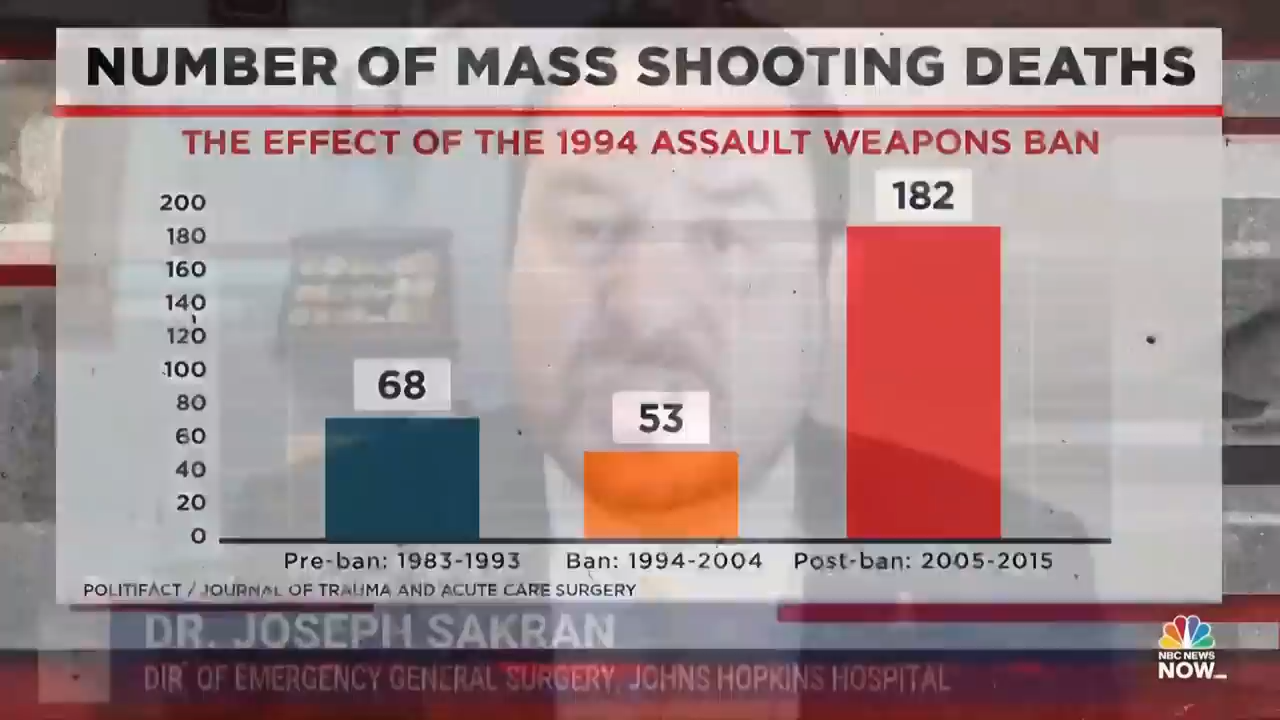 NUMBER OF MASS SHOOTING DEATHS
THE EFFECT OF THE 1994 ASSAULT WEAPONS BAN
200
180
160
140
120
100
80
60
40
20
0
68
53
182
Pre-ban: 1983-1993
Ban: 1994-2004
Post-ban: 2005-2015
POLITIFACT / JOURNAL OF TRAUMA AND ACUTE CARE SURGERY
DR. JOSEPH SAKRAN
DIR OF EMERGENCY GENERAL SURGERY, JOHNS HOPKINS HOSPITAL
NBC NEWS
NOW